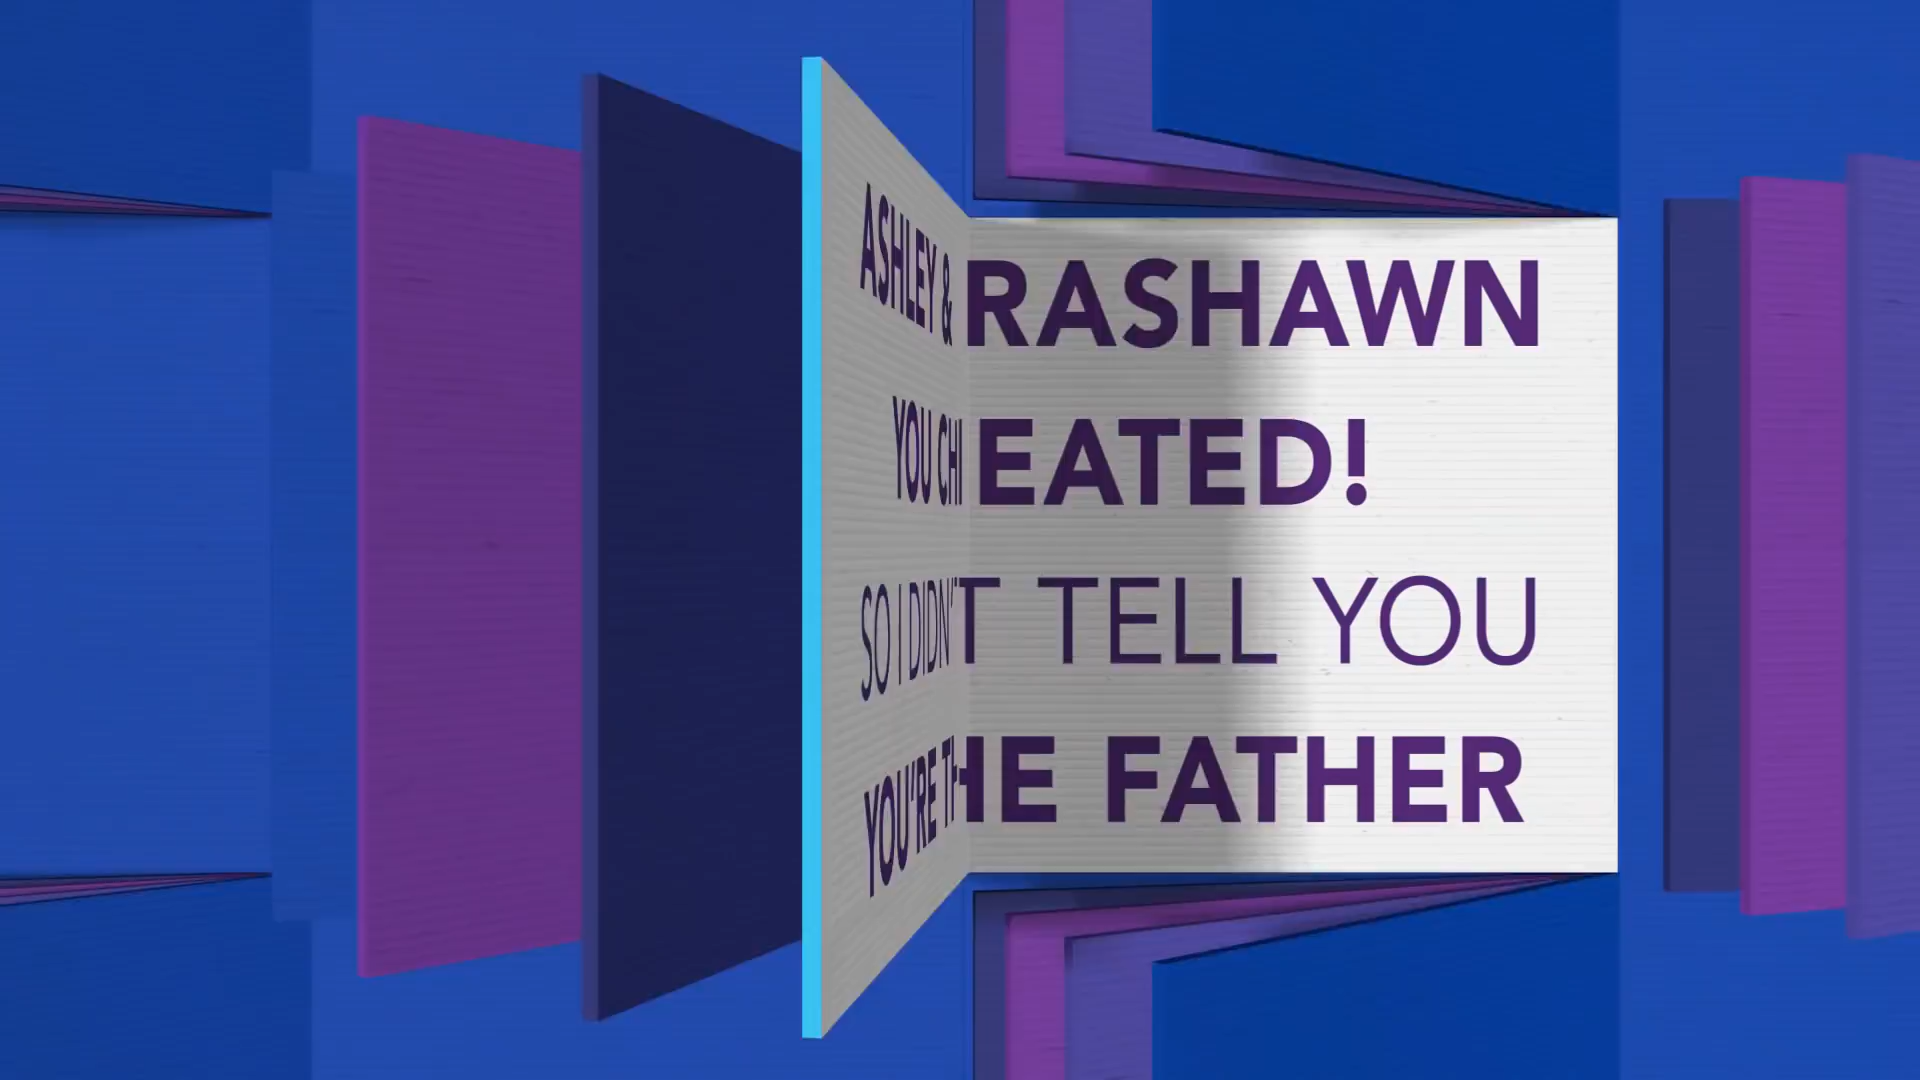 ASHLEY & RASHAWN
YOU CHEATED!
SO I DIDN'T TELL YOU
YOU'RE THE FATHER